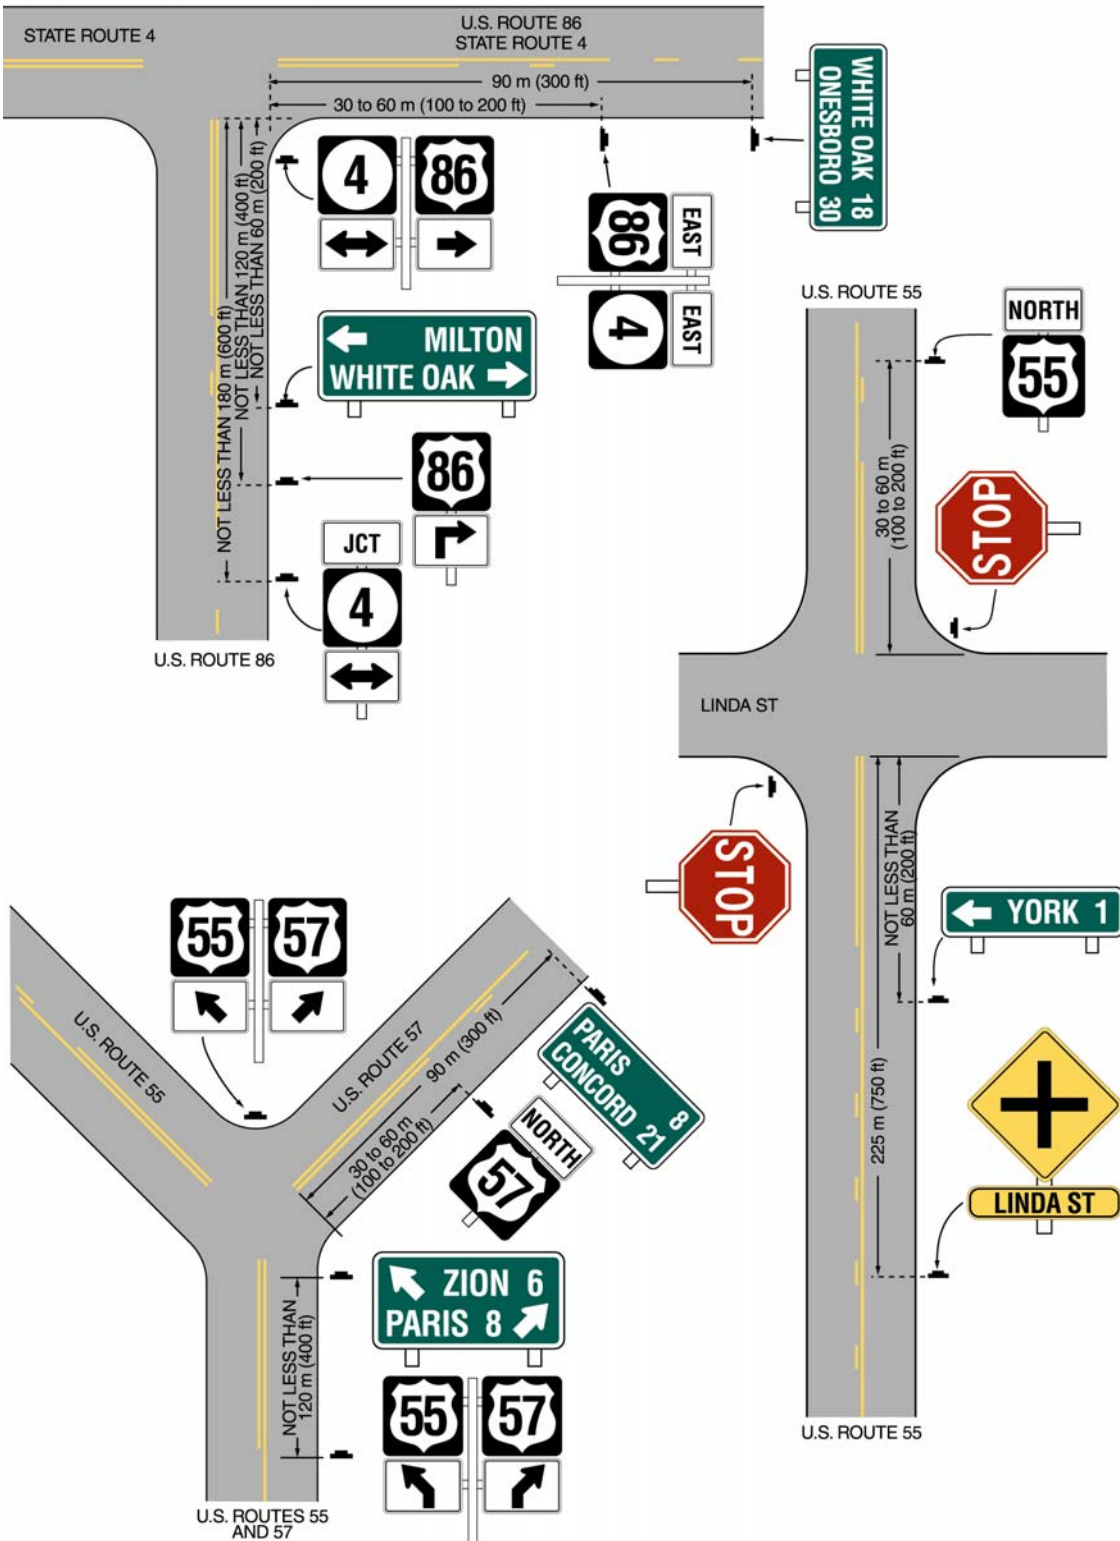 STATE ROUTE 4
U.S. ROUTE 86
STATE ROUTE 4
90 m (300 ft)
30 to 60 m (100 to 200 ft)
WHITE OAK 18
ONESBORO 30
4
86
86
EAST
4
EAST
NOT LESS THAN 60 m (200 ft)
NOT LESS THAN 120 m (400 ft)
NOT LESS THAN 180 m (600 ft)
MILTON
WHITE OAK
86
JCT
4
U.S. ROUTE 86
U.S. ROUTE 55
NORTH
55
30 to 60 m
(100 to 200 ft)
STOP
LINDA ST
STOP
NOT LESS THAN
60 m (200 ft)
YORK 1
225 m (750 ft)
LINDA ST
U.S. ROUTE 55
55
57
U.S. ROUTE 55
U.S. ROUTE 57
90 m (300 ft)
30 to 60 m
(100 to 200 ft)
PARIS 8
CONCORD 21
NORTH
57
ZION 6
PARIS 8
NOT LESS THAN
120 m (400 ft)
55
57
U.S. ROUTES 55
AND 57